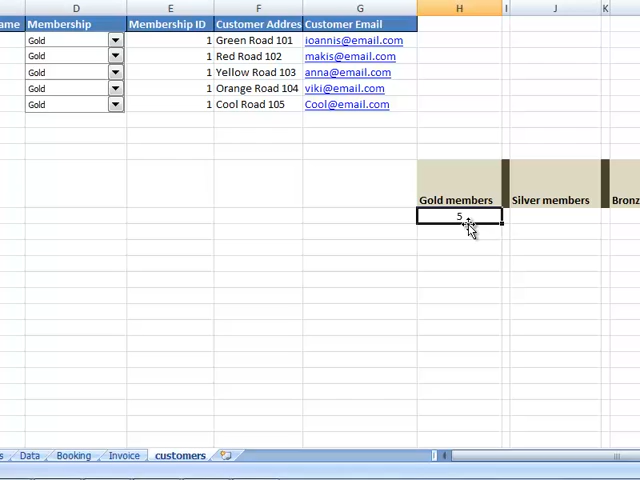 D E F G H I J K
ame Membership Membership ID Customer Addres Customer Email
Gold 1 Green Road 101 ioannis@email.com
Gold 1 Red Road 102 makis@email.com
Gold 1 Yellow Road 103 anna@email.com
Gold 1 Orange Road 104 viki@email.com
Gold 1 Cool Road 105 Cool@email.com
Gold members Silver members Bronz
5
s Data Booking Invoice customers